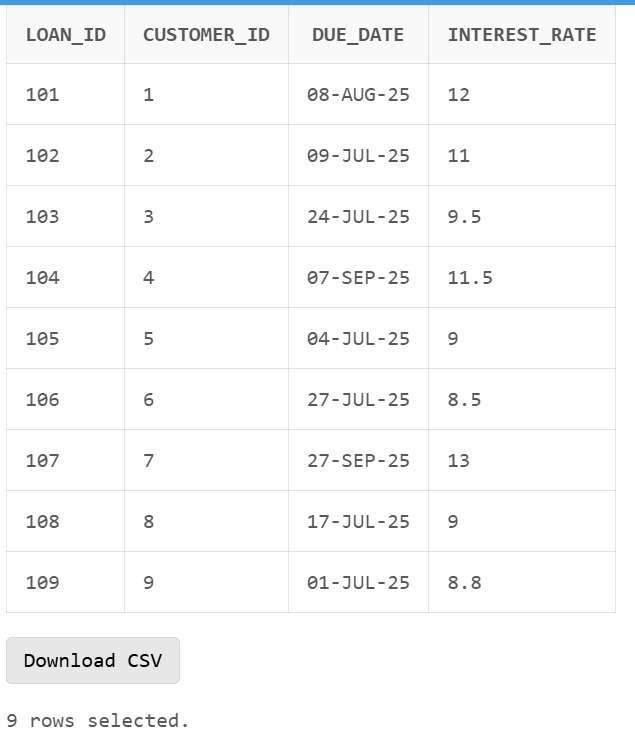 LOAN_ID CUSTOMER_ID DUE_DATE INTEREST_RATE
101 1 08-AUG-25 12
102 2 09-JUL-25 11
103 3 24-JUL-25 9.5
104 4 07-SEP-25 11.5
105 5 04-JUL-25 9
106 6 27-JUL-25 8.5
107 7 27-SEP-25 13
108 8 17-JUL-25 9
109 9 01-JUL-25 8.8
Download CSV
9 rows selected.